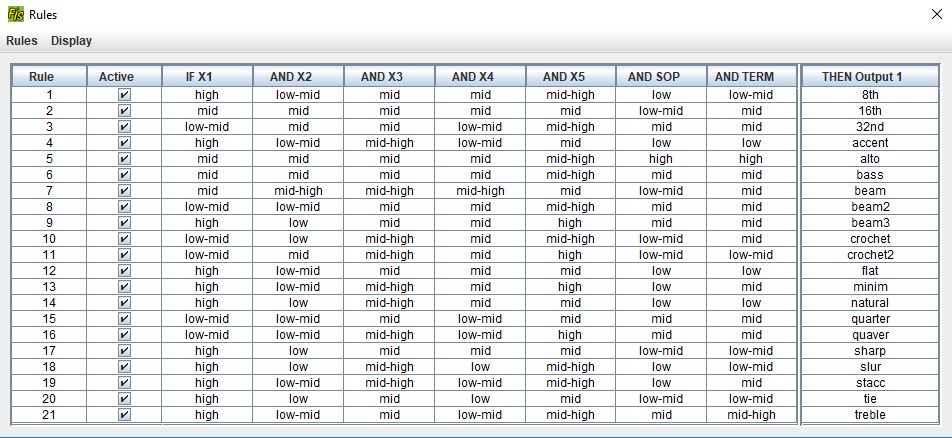 Fis Rules
Rules Display
Rule Active IF X1 AND X2 AND X3 AND X4 AND X5 AND SOP AND TERM THEN Output 1
1 high low-mid mid mid mid-high low low-mid 8th
2 mid mid mid mid mid low-mid mid 16th
3 low-mid mid mid low-mid mid-high mid mid 32nd
4 high low-mid mid-high low-mid mid low low accent
5 mid mid mid mid mid-high high high alto
6 mid mid mid mid mid-high mid mid bass
7 mid mid-high mid-high mid-high mid low-mid mid beam
8 low-mid low-mid mid mid mid-high mid mid beam2
9 high low mid mid high mid mid beam3
10 low-mid low mid-high mid mid-high low-mid mid crochet
11 low-mid mid mid-high mid high low-mid low-mid crochet2
12 high low-mid mid mid mid low low flat
13 high low-mid mid-high mid high low mid minim
14 high low mid-high mid mid low low natural
15 low-mid low-mid mid low-mid mid mid mid quarter
16 low-mid low-mid mid-high low-mid high mid mid quaver
17 high low mid mid mid low-mid low-mid sharp
18 high low mid-high low mid-high low low-mid slur
19 high low-mid mid-high low-mid mid-high low mid stacc
20 high low mid low mid-high low low-mid tie
21 high low-mid mid low-mid mid-high mid mid-high treble